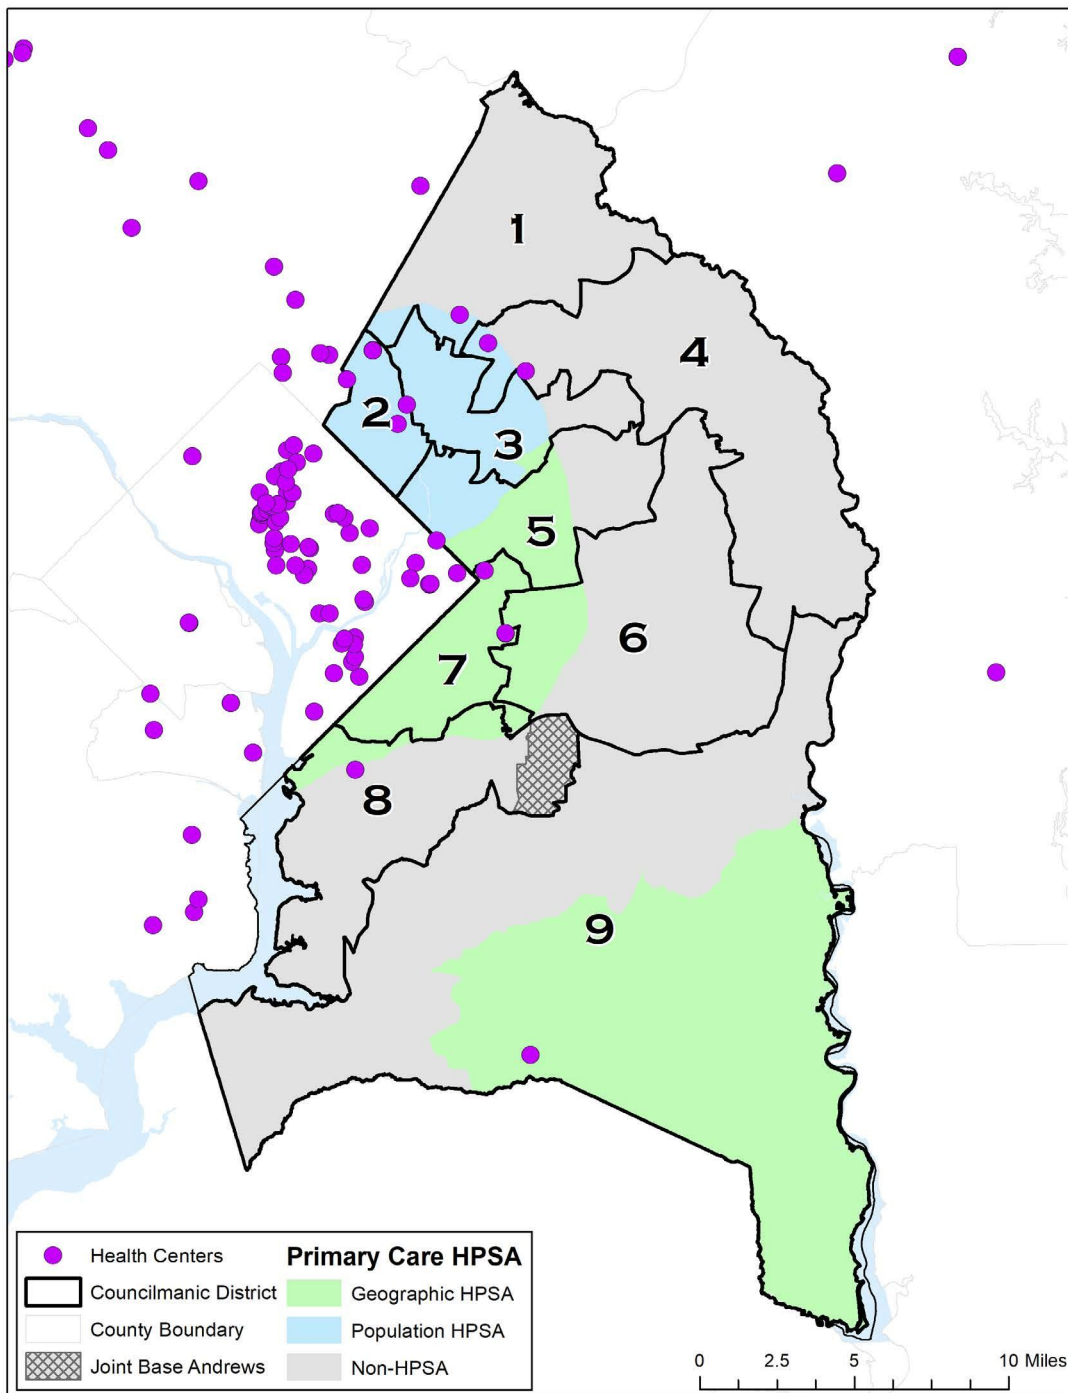 1
4
2
3
5
6
7
8
9
Health Centers
Councilmanic District
County Boundary
Joint Base Andrews
Primary Care HPSA
Geographic HPSA
Population HPSA
Non-HPSA
0 2.5 5 10 Miles